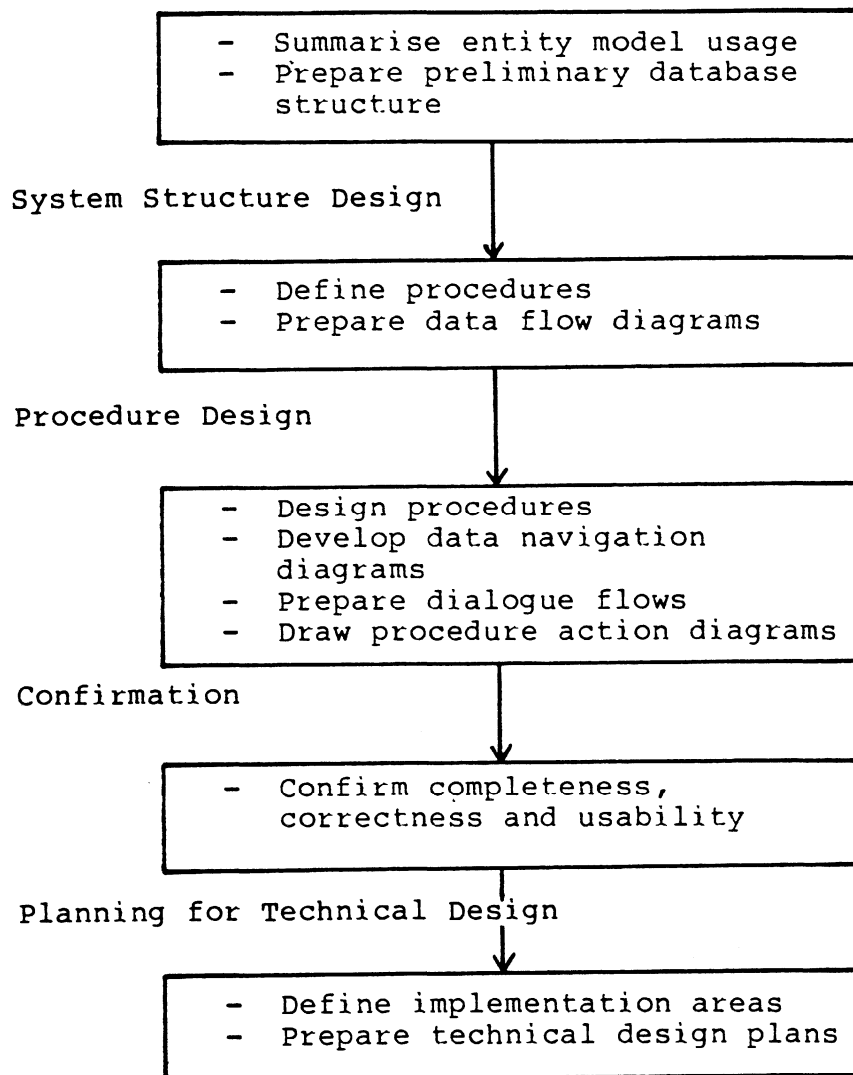 - Summarise entity model usage
- Prepare preliminary database
structure
System Structure Design
- Define procedures
- Prepare data flow diagrams
Procedure Design
- Design procedures
- Develop data navigation
diagrams
- Prepare dialogue flows
- Draw procedure action diagrams
Confirmation
- Confirm completeness,
correctness and usability
Planning for Technical Design
- Define implementation areas
- Prepare technical design plans